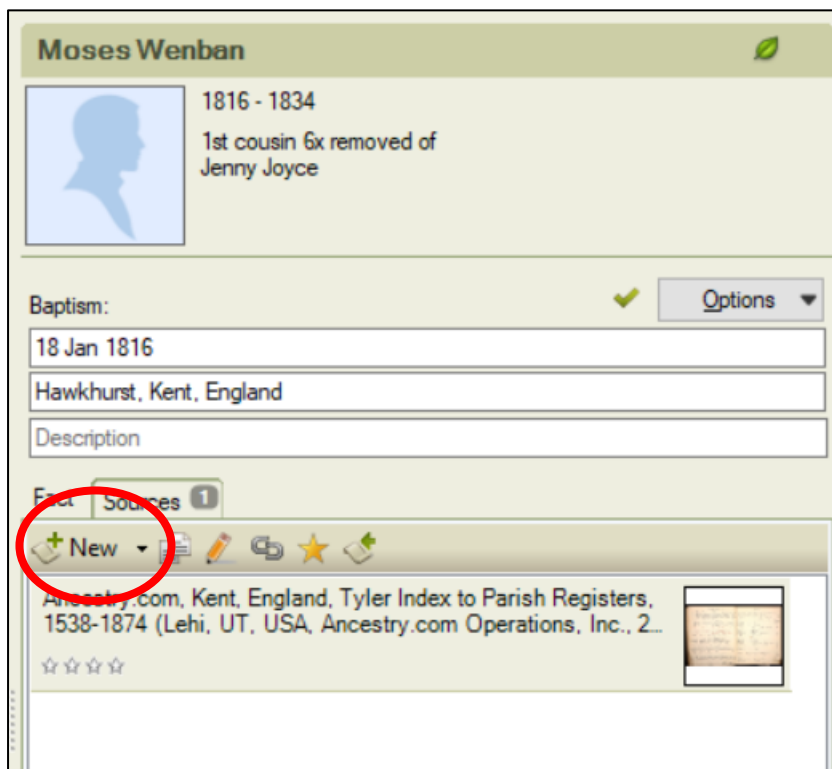 Moses Wenban
1816 - 1834
1st cousin 6x removed of
Jenny Joyce
Baptism:
Options
18 Jan 1816
Hawkhurst, Kent, England
Description
Fact Sources 1
New
Ancestry.com, Kent, England, Tyler Index to Parish Registers,
1538-1874 (Lehi, UT, USA, Ancestry.com Operations, Inc., 2...